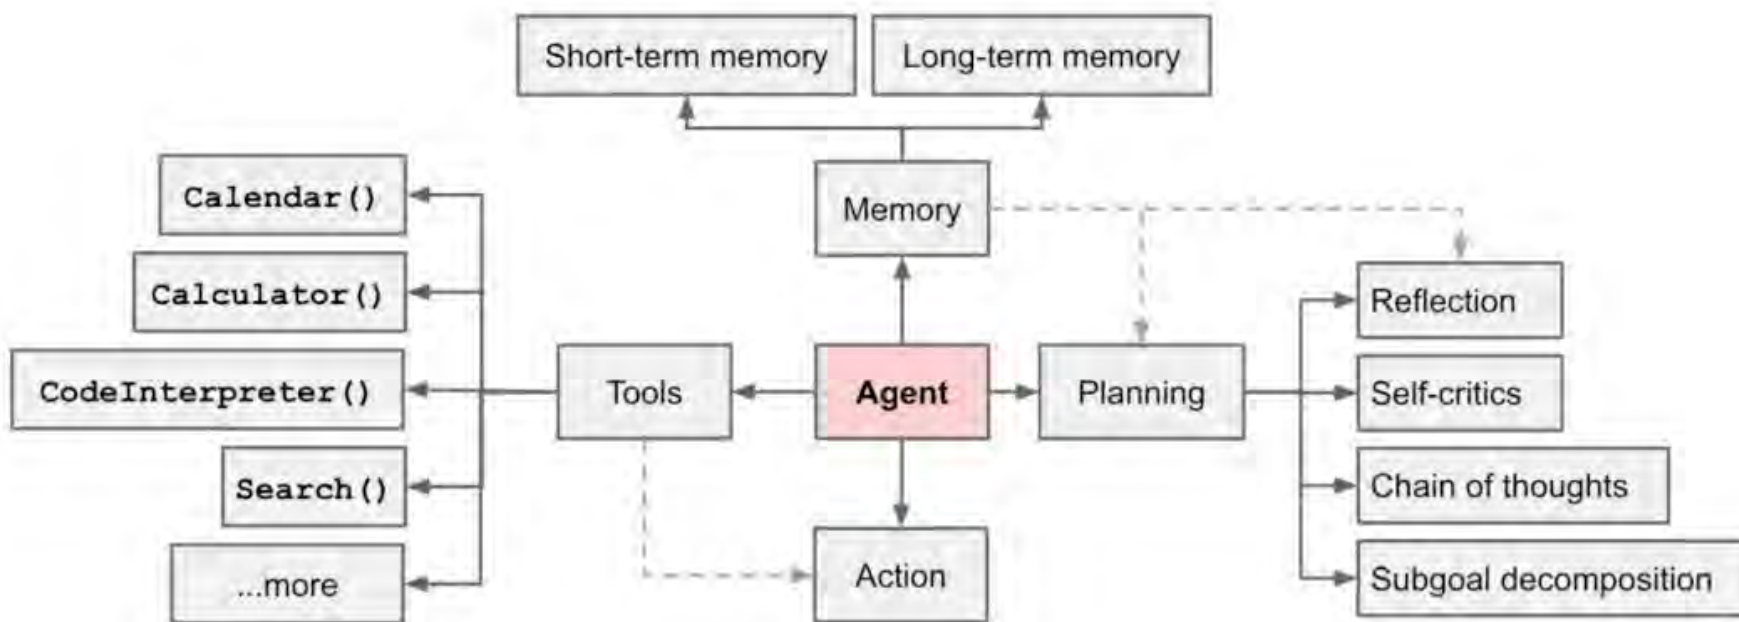 Short-term memory
Long-term memory
Calendar()
Memory
Calculator()
Reflection
CodeInterpreter()
Tools
Agent
Planning
Self-critics
Search()
Chain of thoughts
...more
Action
Subgoal decomposition